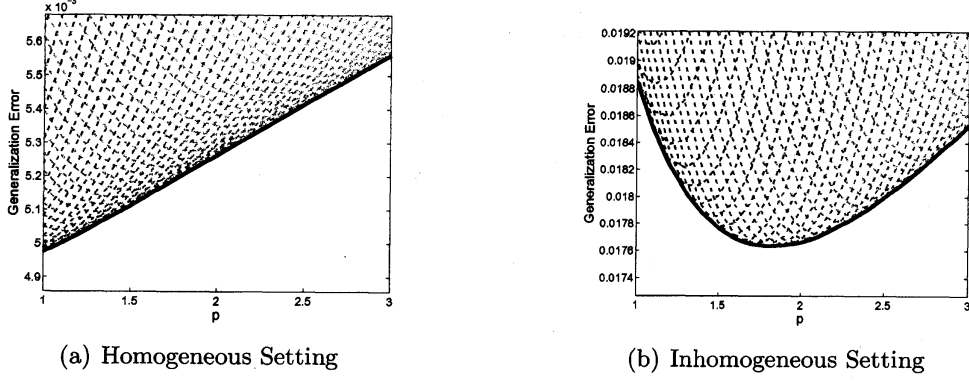 × 10⁻³
5.6
5.5
5.4
5.3
5.2
5.1
5
4.9
Generalization Error
1 1.5 2 2.5 3
p
(a) Homogeneous Setting
0.0192
0.019
0.0188
0.0186
0.0184
0.0182
0.018
0.0178
0.0176
0.0174
Generalization Error
1 1.5 2 2.5 3
p
(b) Inhomogeneous Setting